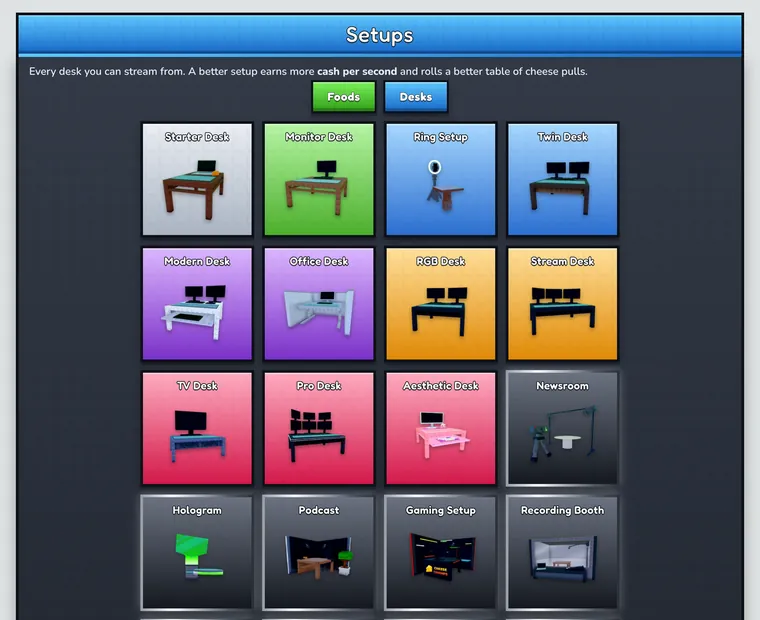 Setups
Every desk you can stream from. A better setup earns more cash per second and rolls a better table of cheese pulls.
Foods Desks
Starter Desk Monitor Desk Ring Setup Twin Desk
Modern Desk Office Desk RGB Desk Stream Desk
TV Desk Pro Desk Aesthetic Desk Newsroom
Hologram Podcast Gaming Setup Recording Booth